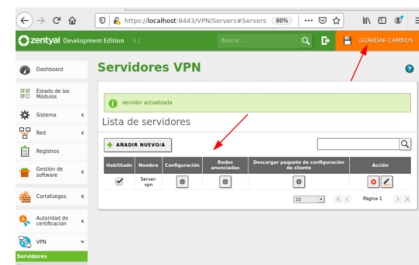 https://localhost:8443/VPN/Servers#Servers 80%
zentyal Development Edition 5.1 Buscar... GUARDAR CAMBIOS
Dashboard
Servidores VPN
Estado de los Módulos
servidor actualizado
Sistema
Lista de servidores
Red
AÑADIR NUEVO/A
Registros
Habilitado Nombre Configuración Redes anunciadas Descargar paquete de configuración de cliente Acción
Gestión de software
Server-vpn
10 Página 1
Cortafuegos
Autoridad de certificación
VPN
Servidores